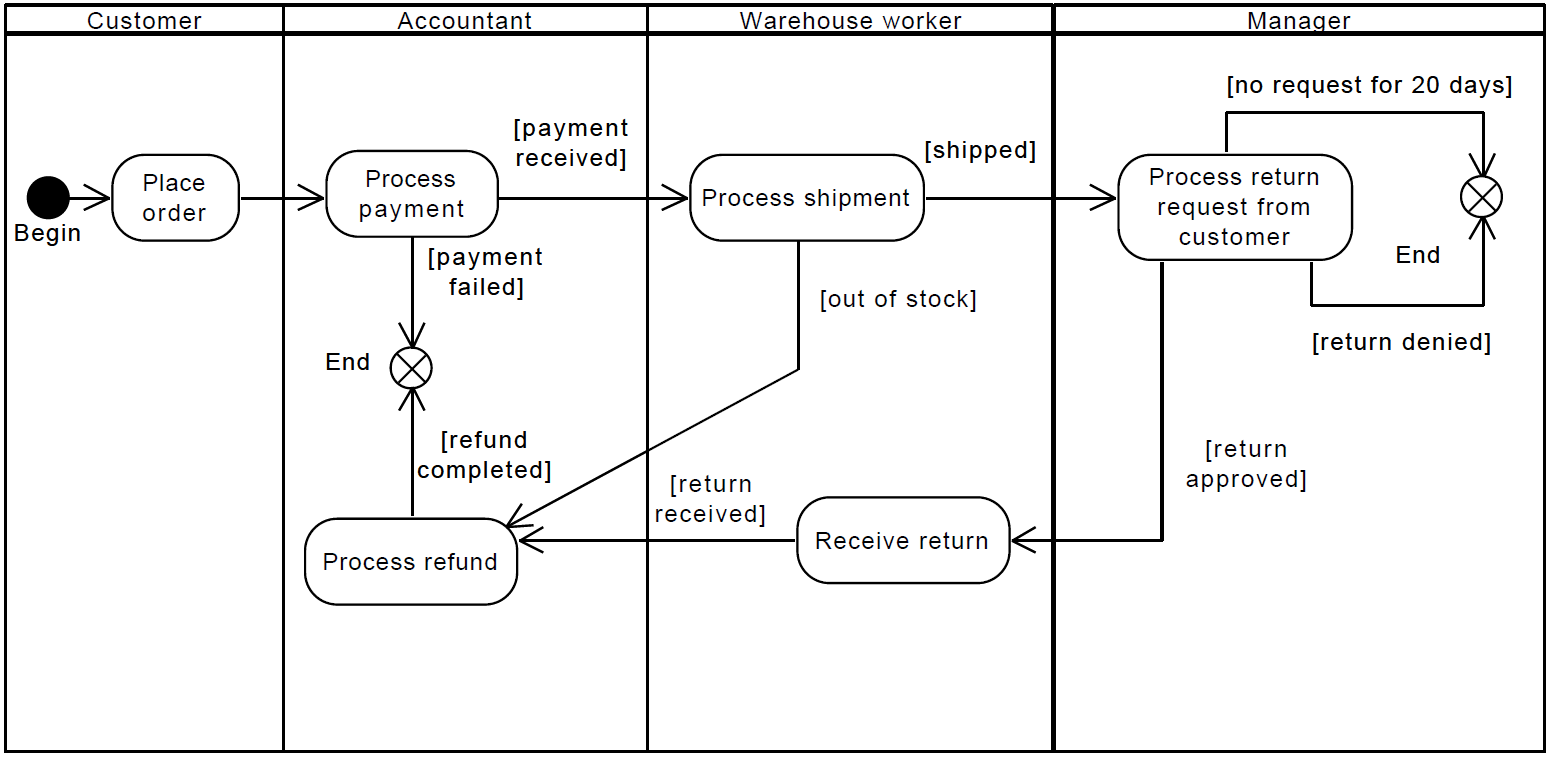 Customer
Accountant
Warehouse worker
Manager
[no request for 20 days]
[payment
received]
[shipped]
Place
order
Process
payment
Process shipment
Process return
request from
customer
Begin
[payment
failed]
End
[out of stock]
[return denied]
End
[refund
completed]
[return
approved]
[return
received]
Receive return
Process refund